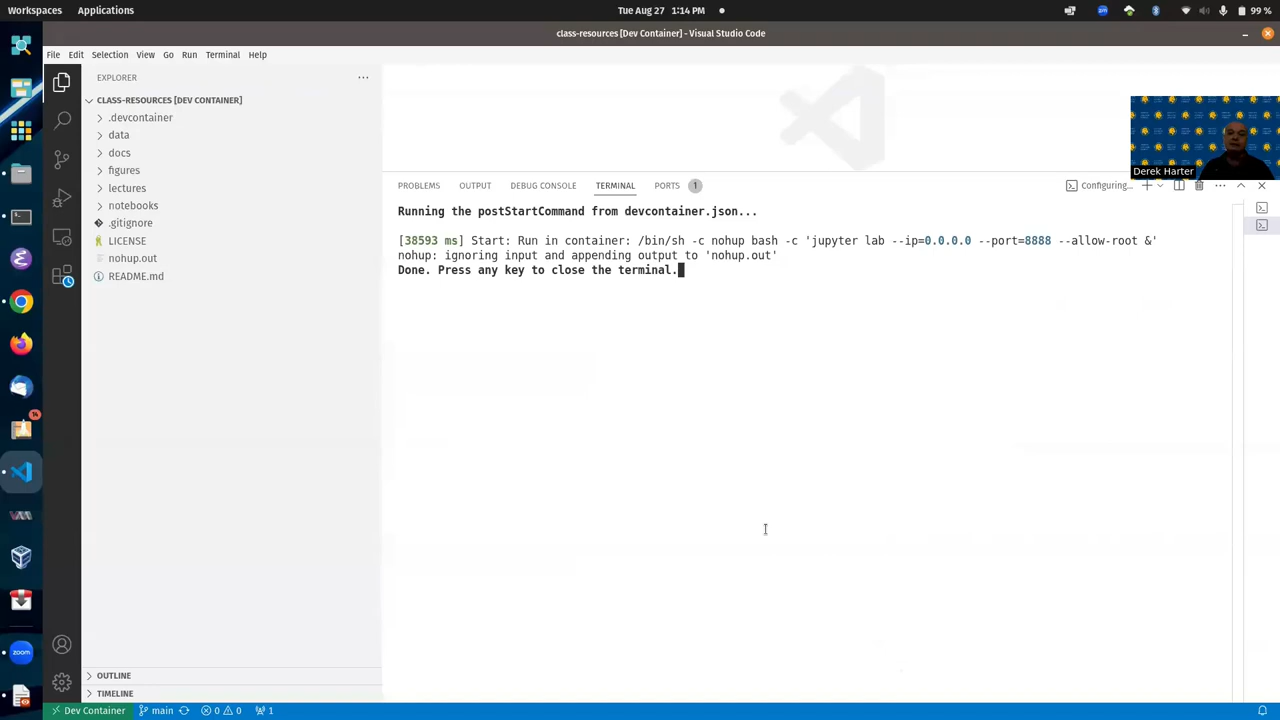 Workspaces Applications Tue Aug 27 1:14 PM 99 %
class-resources [Dev Container] - Visual Studio Code
File Edit Selection View Go Run Terminal Help
EXPLORER
CLASS-RESOURCES [DEV CONTAINER]
.devcontainer
data
docs
figures
lectures
notebooks
.gitignore
LICENSE
nohup.out
README.md
OUTLINE
TIMELINE
PROBLEMS OUTPUT DEBUG CONSOLE TERMINAL PORTS 1 Configuring...
Running the postStartCommand from devcontainer.json...
[38593 ms] Start: Run in container: /bin/sh -c nohup bash -c 'jupyter lab --ip=0.0.0.0 --port=8888 --allow-root &'
nohup: ignoring input and appending output to 'nohup.out'
Done. Press any key to close the terminal.
Derek Harter
14
zoom
Dev Container main 0 0 1